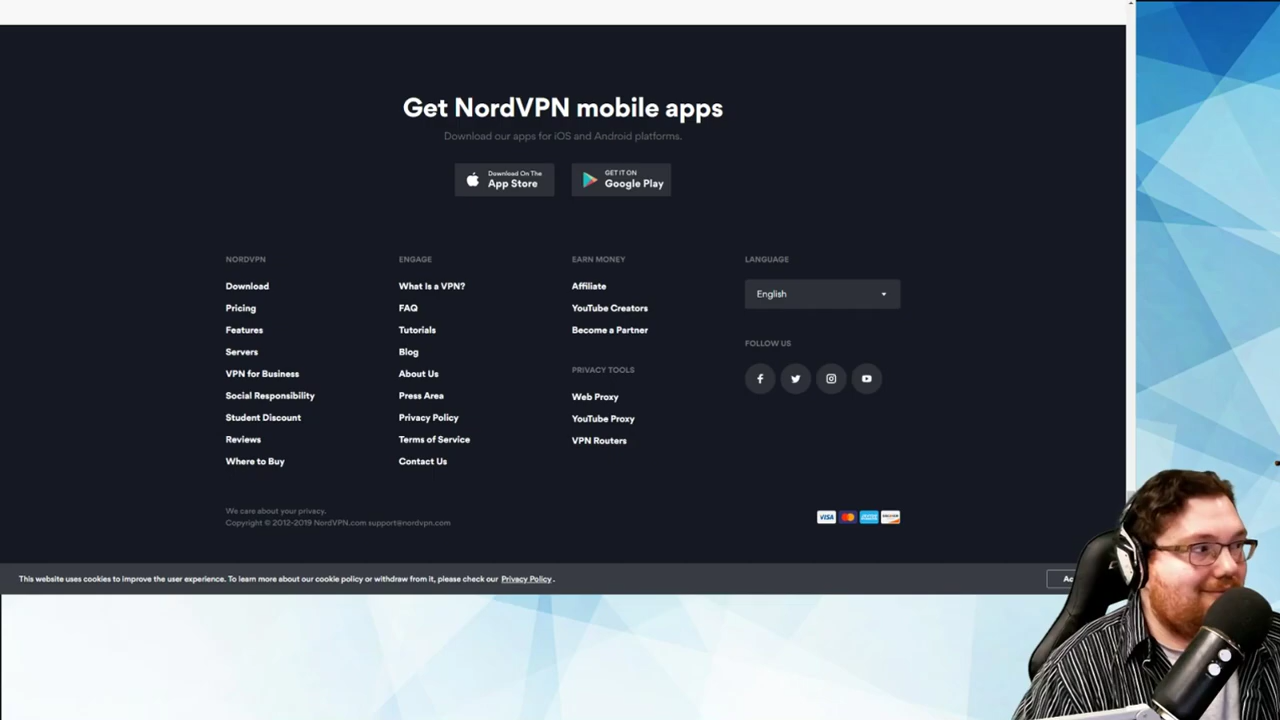 Get NordVPN mobile apps
Download our apps for iOS and Android platforms.
Download On The
App Store
GET IT ON
Google Play
NORDVPN
Download
Pricing
Features
Servers
VPN for Business
Social Responsibility
Student Discount
Reviews
Where to Buy
ENGAGE
What Is a VPN?
FAQ
Tutorials
Blog
About Us
Press Area
Privacy Policy
Terms of Service
Contact Us
EARN MONEY
Affiliate
YouTube Creators
Become a Partner
PRIVACY TOOLS
Web Proxy
YouTube Proxy
VPN Routers
LANGUAGE
English
FOLLOW US
We care about your privacy.
Copyright © 2012-2019 NordVPN.com support@nordvpn.com
VISA
This website uses cookies to improve the user experience. To learn more about our cookie policy or withdraw from it, please check our Privacy Policy.